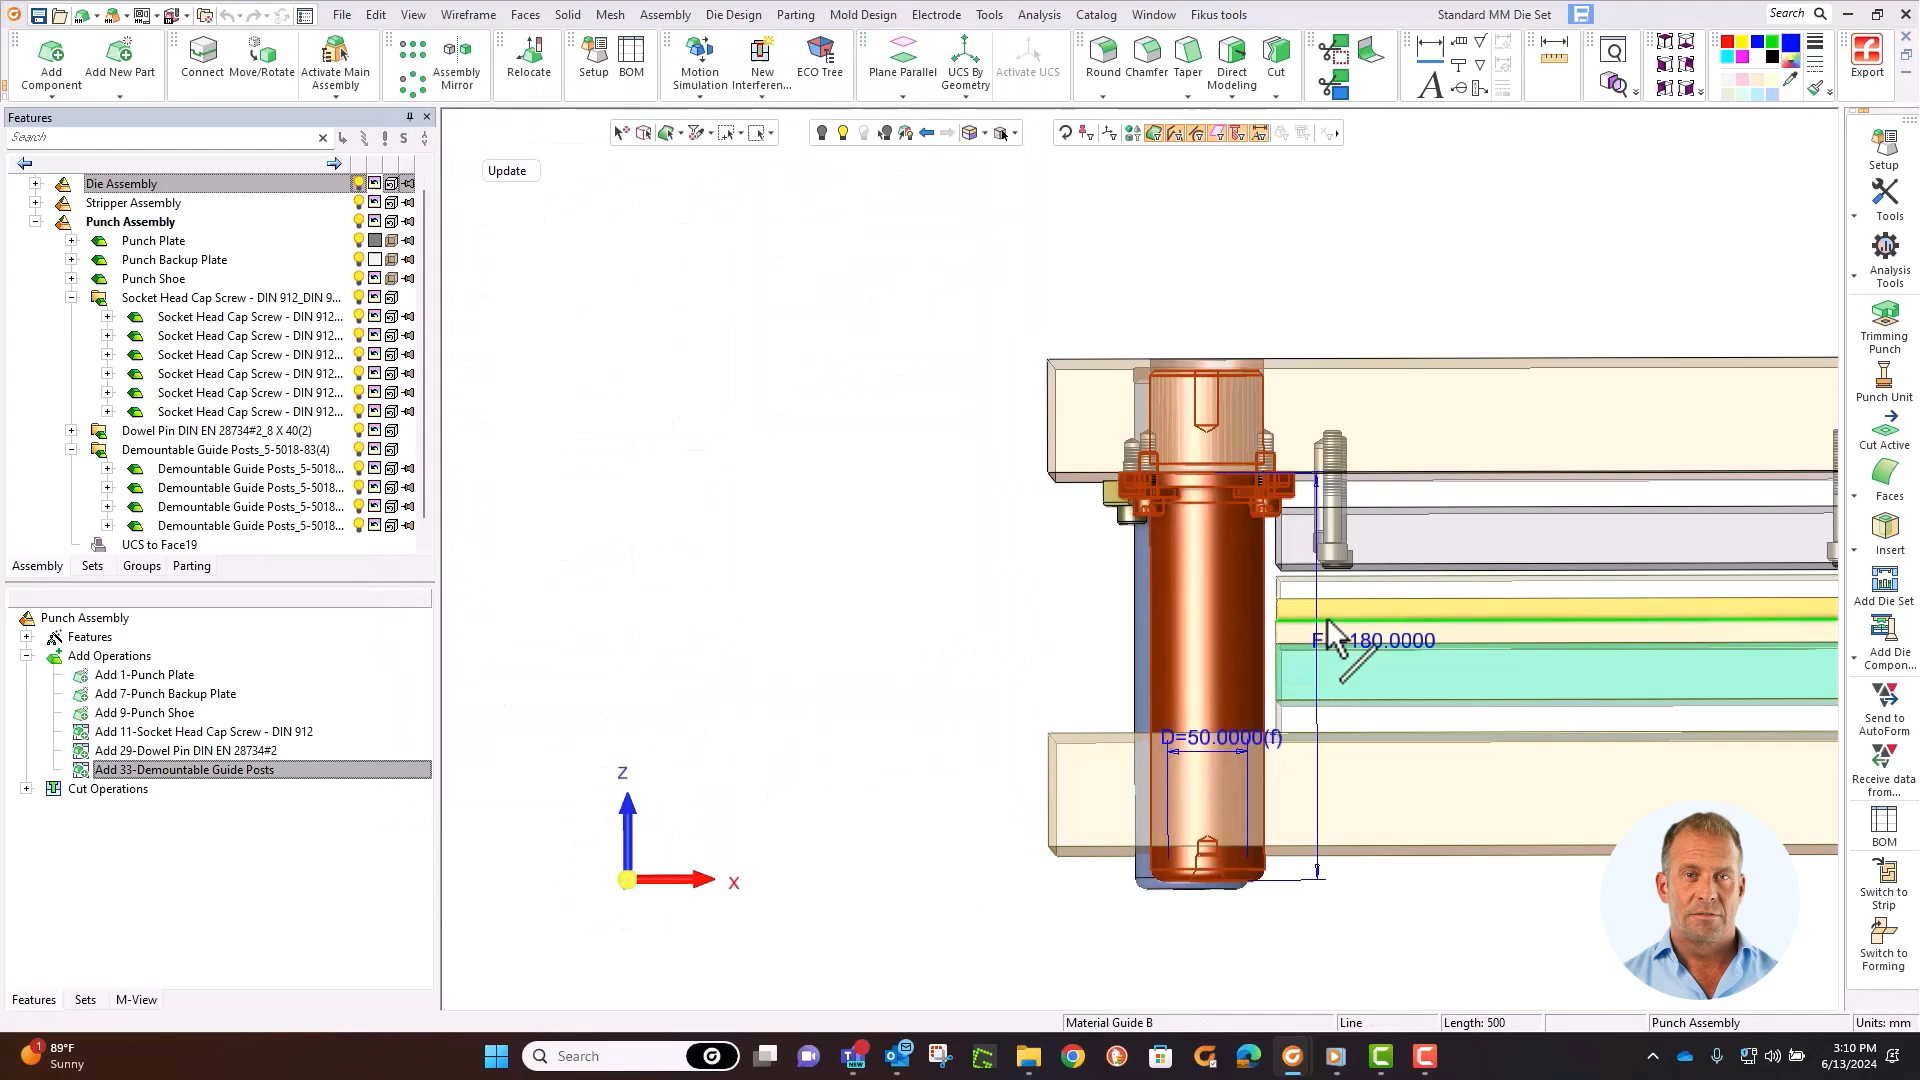 File Edit View Wireframe Faces Solid Mesh Assembly Die Design Parting Mold Design Electrode Tools Analysis Catalog Window Fikus tools Standard MM Die Set Search
Add Component
Add New Part
Connect
Move/Rotate
Activate Main Assembly
Assembly Mirror
Relocate
Setup
BOM
Motion Simulation
New Interferen...
ECO Tree
Plane Parallel
UCS By Geometry
Activate UCS
Round
Chamfer
Taper
Direct Modeling
Cut
Export
Features
Search
S
Update
Die Assembly
Stripper Assembly
Punch Assembly
Punch Plate
Punch Backup Plate
Punch Shoe
Socket Head Cap Screw - DIN 912_DIN 9...
Socket Head Cap Screw - DIN 912...
Socket Head Cap Screw - DIN 912...
Socket Head Cap Screw - DIN 912...
Socket Head Cap Screw - DIN 912...
Socket Head Cap Screw - DIN 912...
Socket Head Cap Screw - DIN 912...
Dowel Pin DIN EN 28734#2_8 X 40(2)
Demountable Guide Posts_5-5018-83(4)
Demountable Guide Posts_5-5018...
Demountable Guide Posts_5-5018...
Demountable Guide Posts_5-5018...
Demountable Guide Posts_5-5018...
UCS to Face19
Assembly Sets Groups Parting
Punch Assembly
Features
Add Operations
Add 1-Punch Plate
Add 7-Punch Backup Plate
Add 9-Punch Shoe
Add 11-Socket Head Cap Screw - DIN 912
Add 29-Dowel Pin DIN EN 28734#2
Add 33-Demountable Guide Posts
Cut Operations
Features Sets M-View
180.0000
D=50.0000(f)
Z
X
Setup
Tools
Analysis Tools
Trimming Punch
Punch Unit
Cut Active
Faces
Insert
Add Die Set
Add Die Compon...
Send to AutoForm
Receive data from...
BOM
Switch to Strip
Switch to Forming
Material Guide B Line Length: 500 Punch Assembly Units: mm
1
89°F
Sunny
Search
3:10 PM
6/13/2024